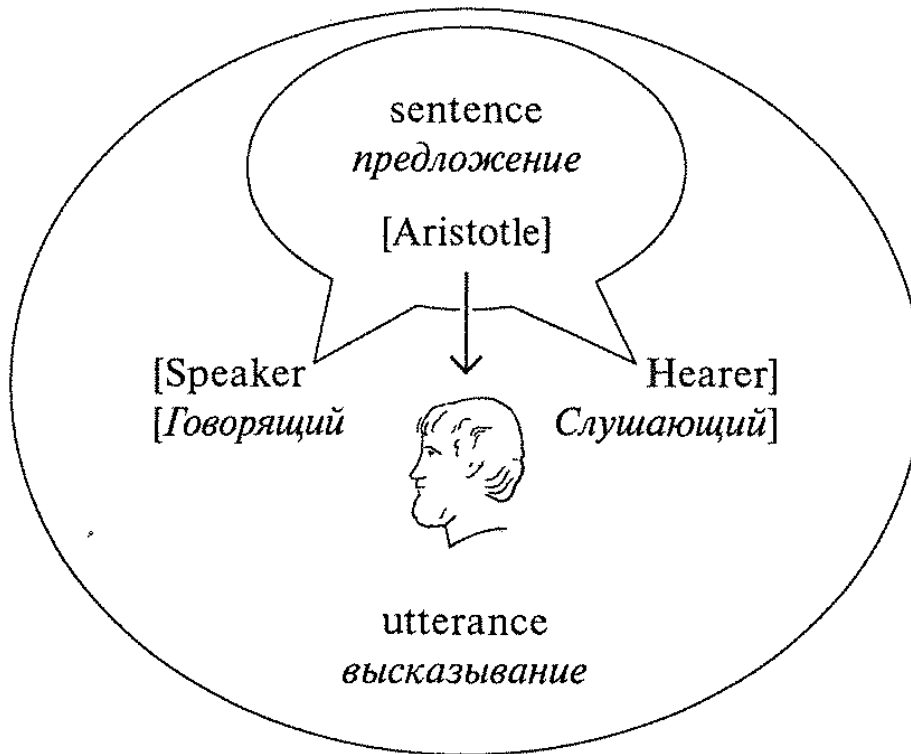 sentence
предложение
[Aristotle]
[Speaker
Hearer]
[Говорящий
Слушающий]
utterance
высказывание